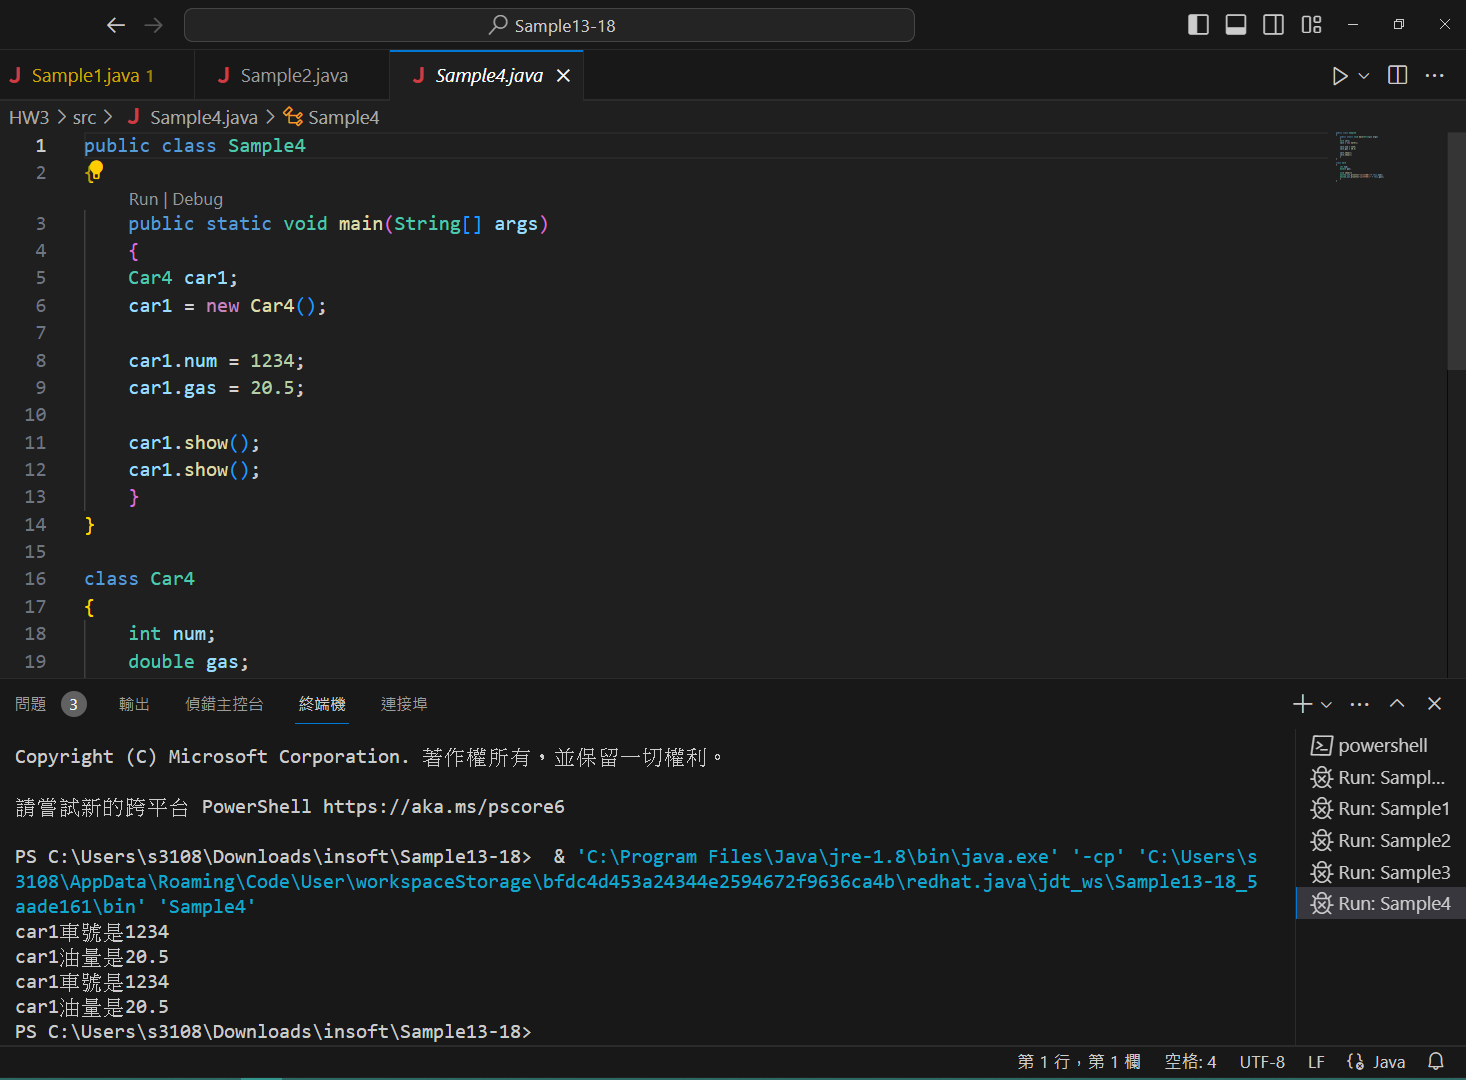 Sample13-18
Sample1.java 1
Sample2.java
Sample4.java
HW3 > src > Sample4.java > Sample4
1 public class Sample4
2 {
Run | Debug
3 public static void main(String[] args)
4 {
5 Car4 car1;
6 car1 = new Car4();
7
8 car1.num = 1234;
9 car1.gas = 20.5;
10
11 car1.show();
12 car1.show();
13 }
14 }
15
16 class Car4
17 {
18 int num;
19 double gas;
問題 3 輸出 偵錯主控台 終端機 連接埠
Copyright (C) Microsoft Corporation. 著作權所有，並保留一切權利。
請嘗試新的跨平台 PowerShell https://aka.ms/pscore6
PS C:\Users\s3108\Downloads\insoft\Sample13-18>  & 'C:\Program Files\Java\jre-1.8\bin\java.exe' '-cp' 'C:\Users\s
3108\AppData\Roaming\Code\User\workspaceStorage\bfdc4d453a24344e2594672f9636ca4b\redhat.java\jdt_ws\Sample13-18_5
aade161\bin' 'Sample4'
car1車號是1234
car1油量是20.5
car1車號是1234
car1油量是20.5
PS C:\Users\s3108\Downloads\insoft\Sample13-18>
powershell
Run: Sampl...
Run: Sample1
Run: Sample2
Run: Sample3
Run: Sample4
第 1 行，第 1 欄 空格: 4 UTF-8 LF Java